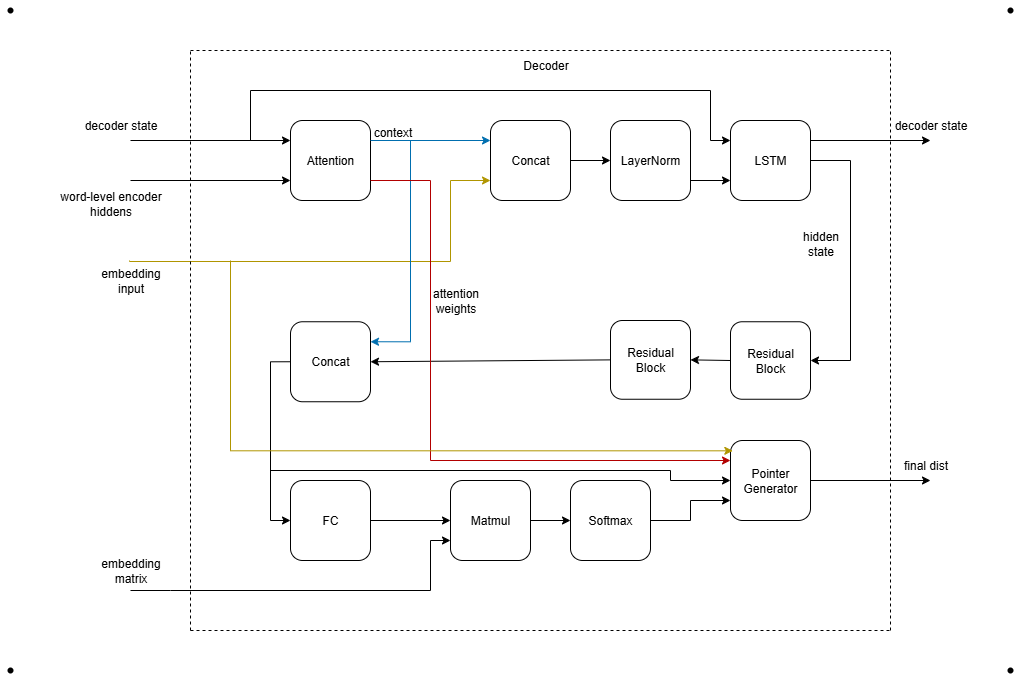 Decoder
decoder state
context
decoder state
Attention
Concat
LayerNorm
LSTM
word-level encoder
hiddens
hidden
state
embedding
input
attention
weights
Concat
Residual
Block
Residual
Block
Pointer
Generator
final dist
FC
Matmul
Softmax
embedding
matrix